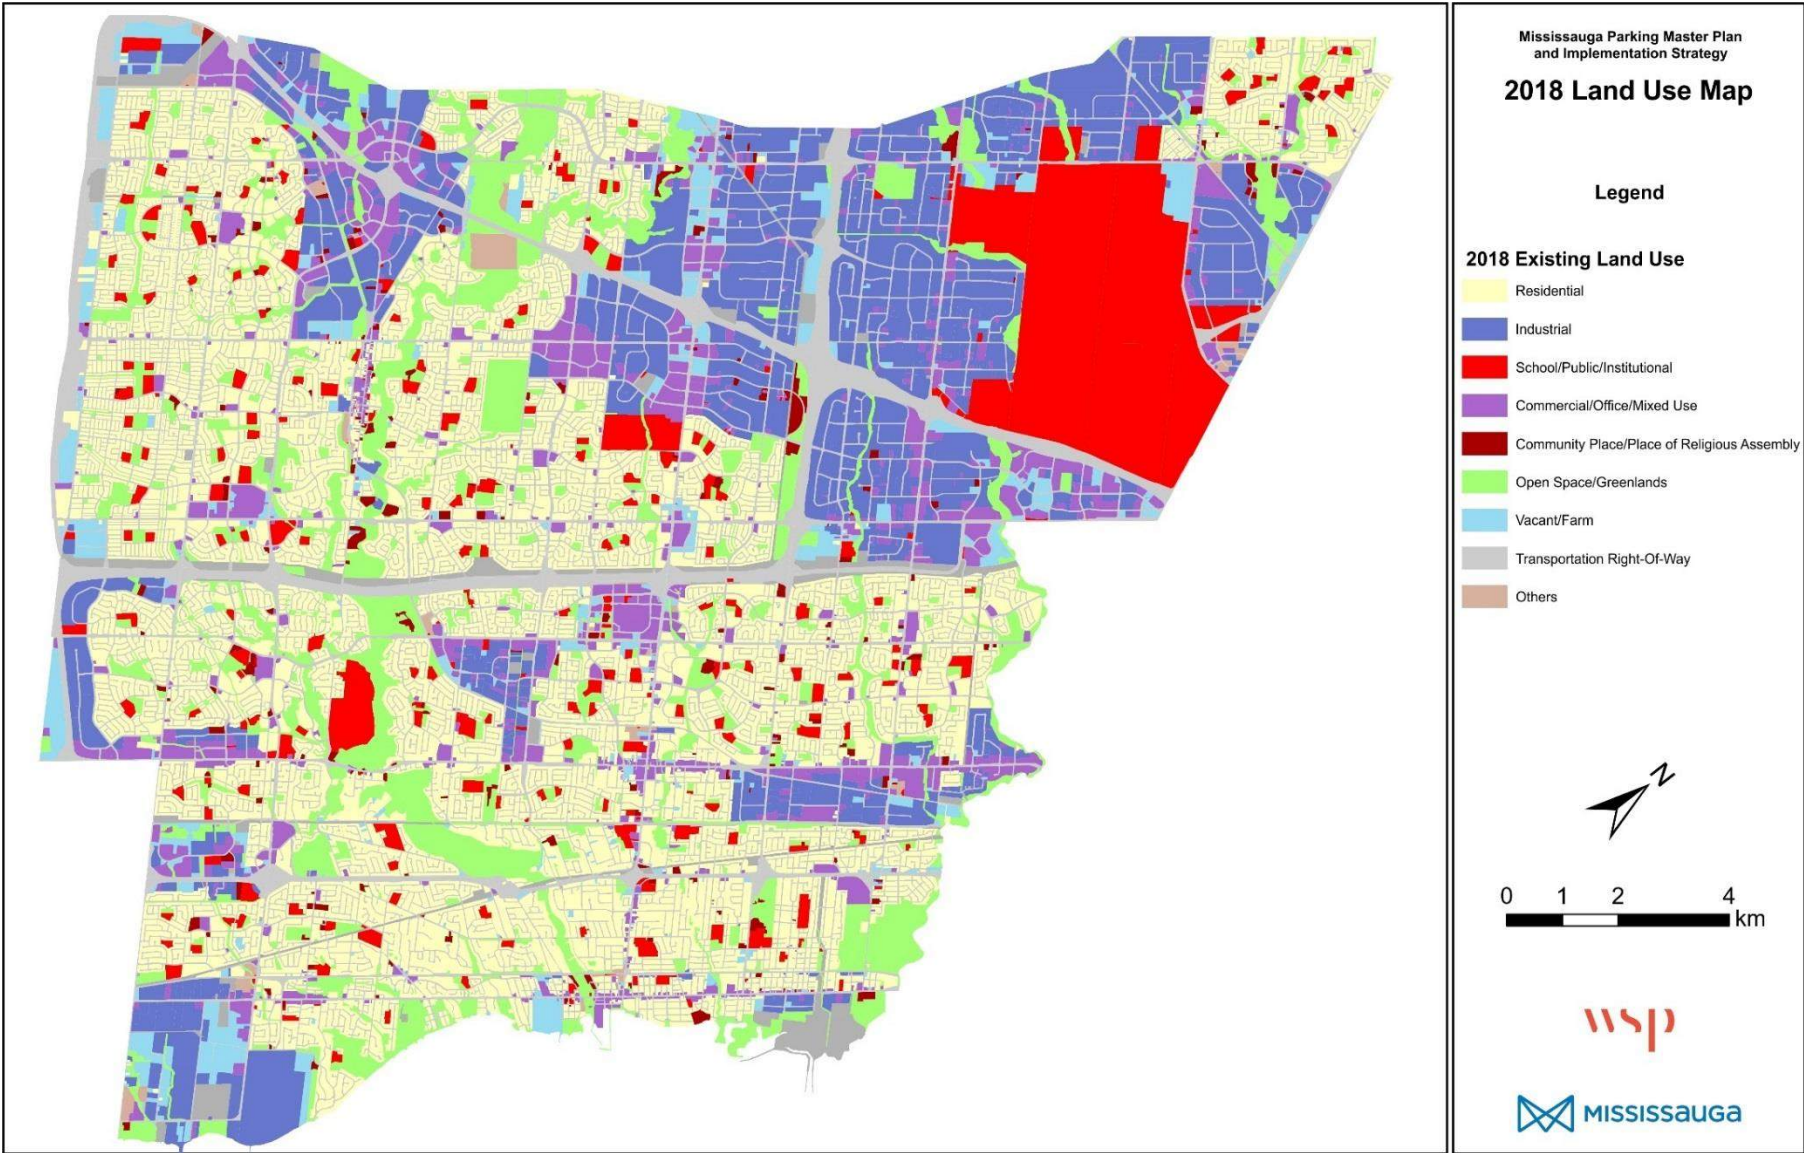 Mississauga Parking Master Plan
and Implementation Strategy
2018 Land Use Map
Legend
2018 Existing Land Use
Residential
Industrial
School/Public/Institutional
Commercial/Office/Mixed Use
Community Place/Place of Religious Assembly
Open Space/Greenlands
Vacant/Farm
Transportation Right-Of-Way
Others
N
0 1 2 4
km
wsp
MISSISSAUGA